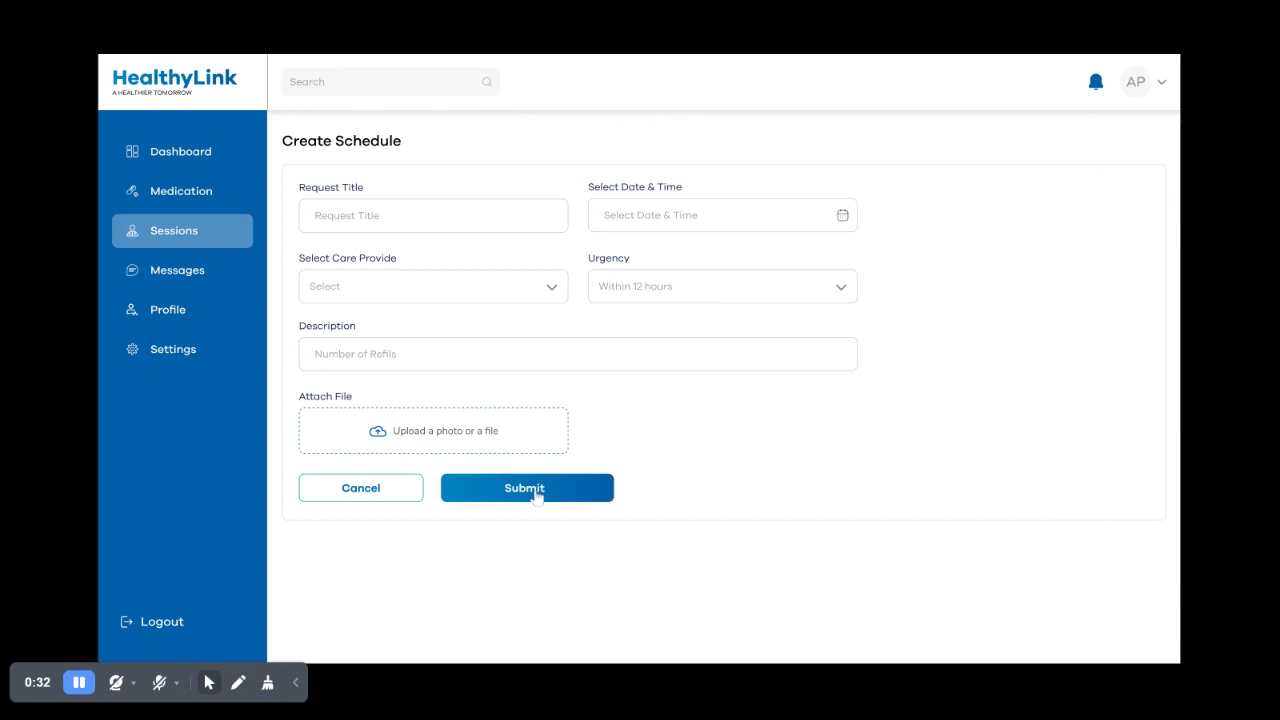 HealthyLink
A HEALTHIER TOMORROW
Search
AP
Dashboard
Medication
Sessions
Messages
Profile
Settings
Logout
Create Schedule
Request Title
Select Date & Time
Request Title
Select Date & Time
Select Care Provide
Urgency
Select
Within 12 hours
Description
Number of Refils
Attach File
Upload a photo or a file
Cancel
Submit
0:32